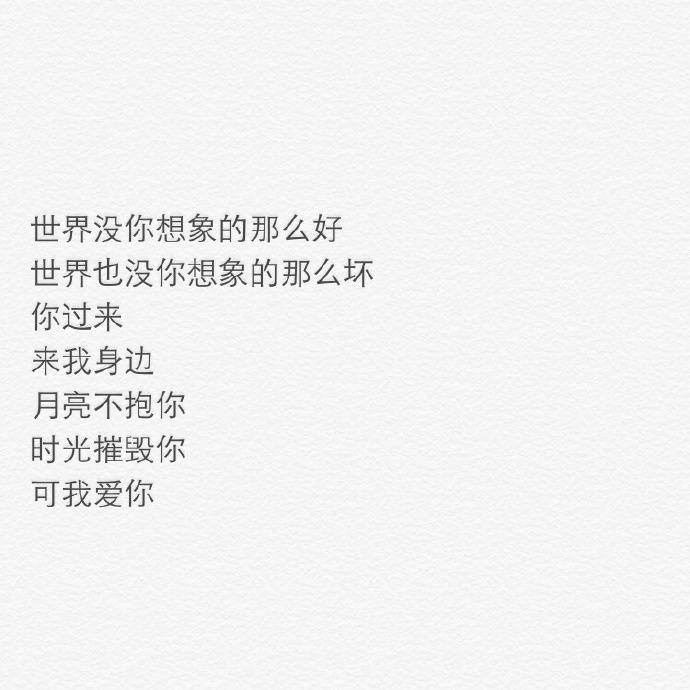 世界没你想象的那么好
世界也没你想象的那么坏
你过来
来我身边
月亮不抱你
时光摧毁你
可我爱你